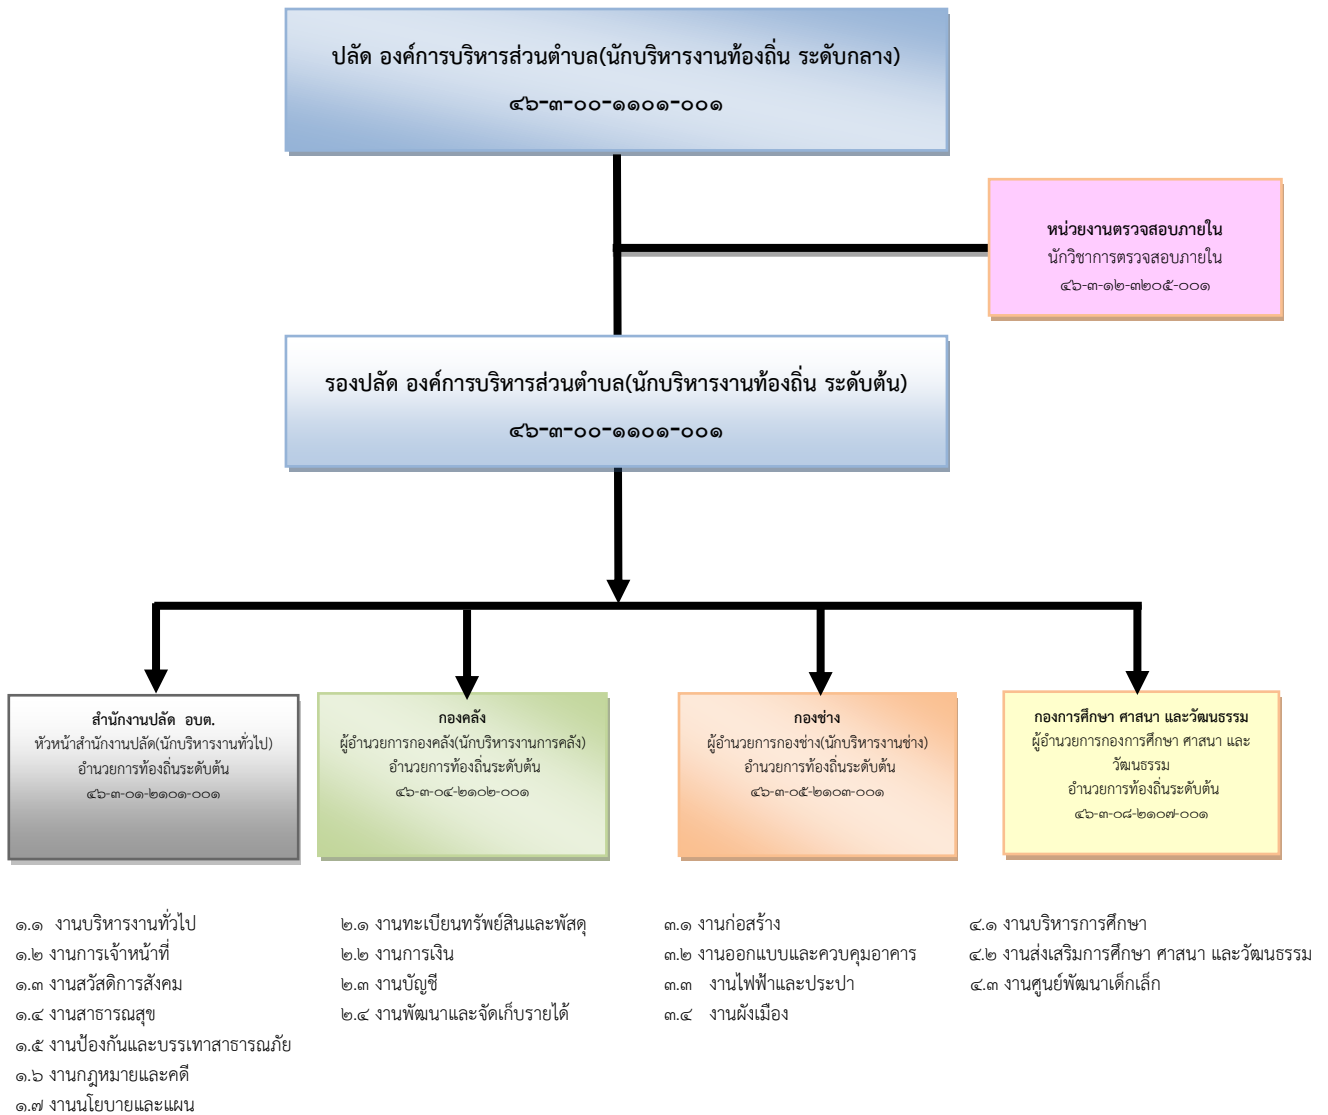 ปลัด องค์การบริหารส่วนตำบล(นักบริหารงานท้องถิ่น ระดับกลาง)
๔๖-๓-๐๐-๑๑๐๑-๐๐๑
หน่วยงานตรวจสอบภายใน
นักวิชาการตรวจสอบภายใน
๔๖-๓-๑๒-๓๒๐๕-๐๐๑
รองปลัด องค์การบริหารส่วนตำบล(นักบริหารงานท้องถิ่น ระดับต้น)
๔๖-๓-๐๐-๑๑๐๑-๐๐๑
สำนักงานปลัด อบต.
หัวหน้าสำนักงานปลัด(นักบริหารงานทั่วไป)
อำนวยการท้องถิ่นระดับต้น
๔๖-๓-๐๑-๒๑๐๑-๐๐๑
กองคลัง
ผู้อำนวยการกองคลัง(นักบริหารงานการคลัง)
อำนวยการท้องถิ่นระดับต้น
๔๖-๓-๐๔-๒๑๐๒-๐๐๑
กองช่าง
ผู้อำนวยการกองช่าง(นักบริหารงานช่าง)
อำนวยการท้องถิ่นระดับต้น
๔๖-๓-๐๕-๒๑๐๓-๐๐๑
กองการศึกษา ศาสนา และวัฒนธรรม
ผู้อำนวยการกองการศึกษา ศาสนา และ
วัฒนธรรม
อำนวยการท้องถิ่นระดับต้น
๔๖-๓-๐๘-๒๑๐๗-๐๐๑
๑.๑ งานบริหารงานทั่วไป
๑.๒ งานการเจ้าหน้าที่
๑.๓ งานสวัสดิการสังคม
๑.๔ งานสาธารณสุข
๑.๕ งานป้องกันและบรรเทาสาธารณภัย
๑.๖ งานกฎหมายและคดี
๑.๗ งานนโยบายและแผน
๒.๑ งานทะเบียนทรัพย์สินและพัสดุ
๒.๒ งานการเงิน
๒.๓ งานบัญชี
๒.๔ งานพัฒนาและจัดเก็บรายได้
๓.๑ งานก่อสร้าง
๓.๒ งานออกแบบและควบคุมอาคาร
๓.๓ งานไฟฟ้าและประปา
๓.๔ งานผังเมือง
๔.๑ งานบริหารการศึกษา
๔.๒ งานส่งเสริมการศึกษา ศาสนา และวัฒนธรรม
๔.๓ งานศูนย์พัฒนาเด็กเล็ก